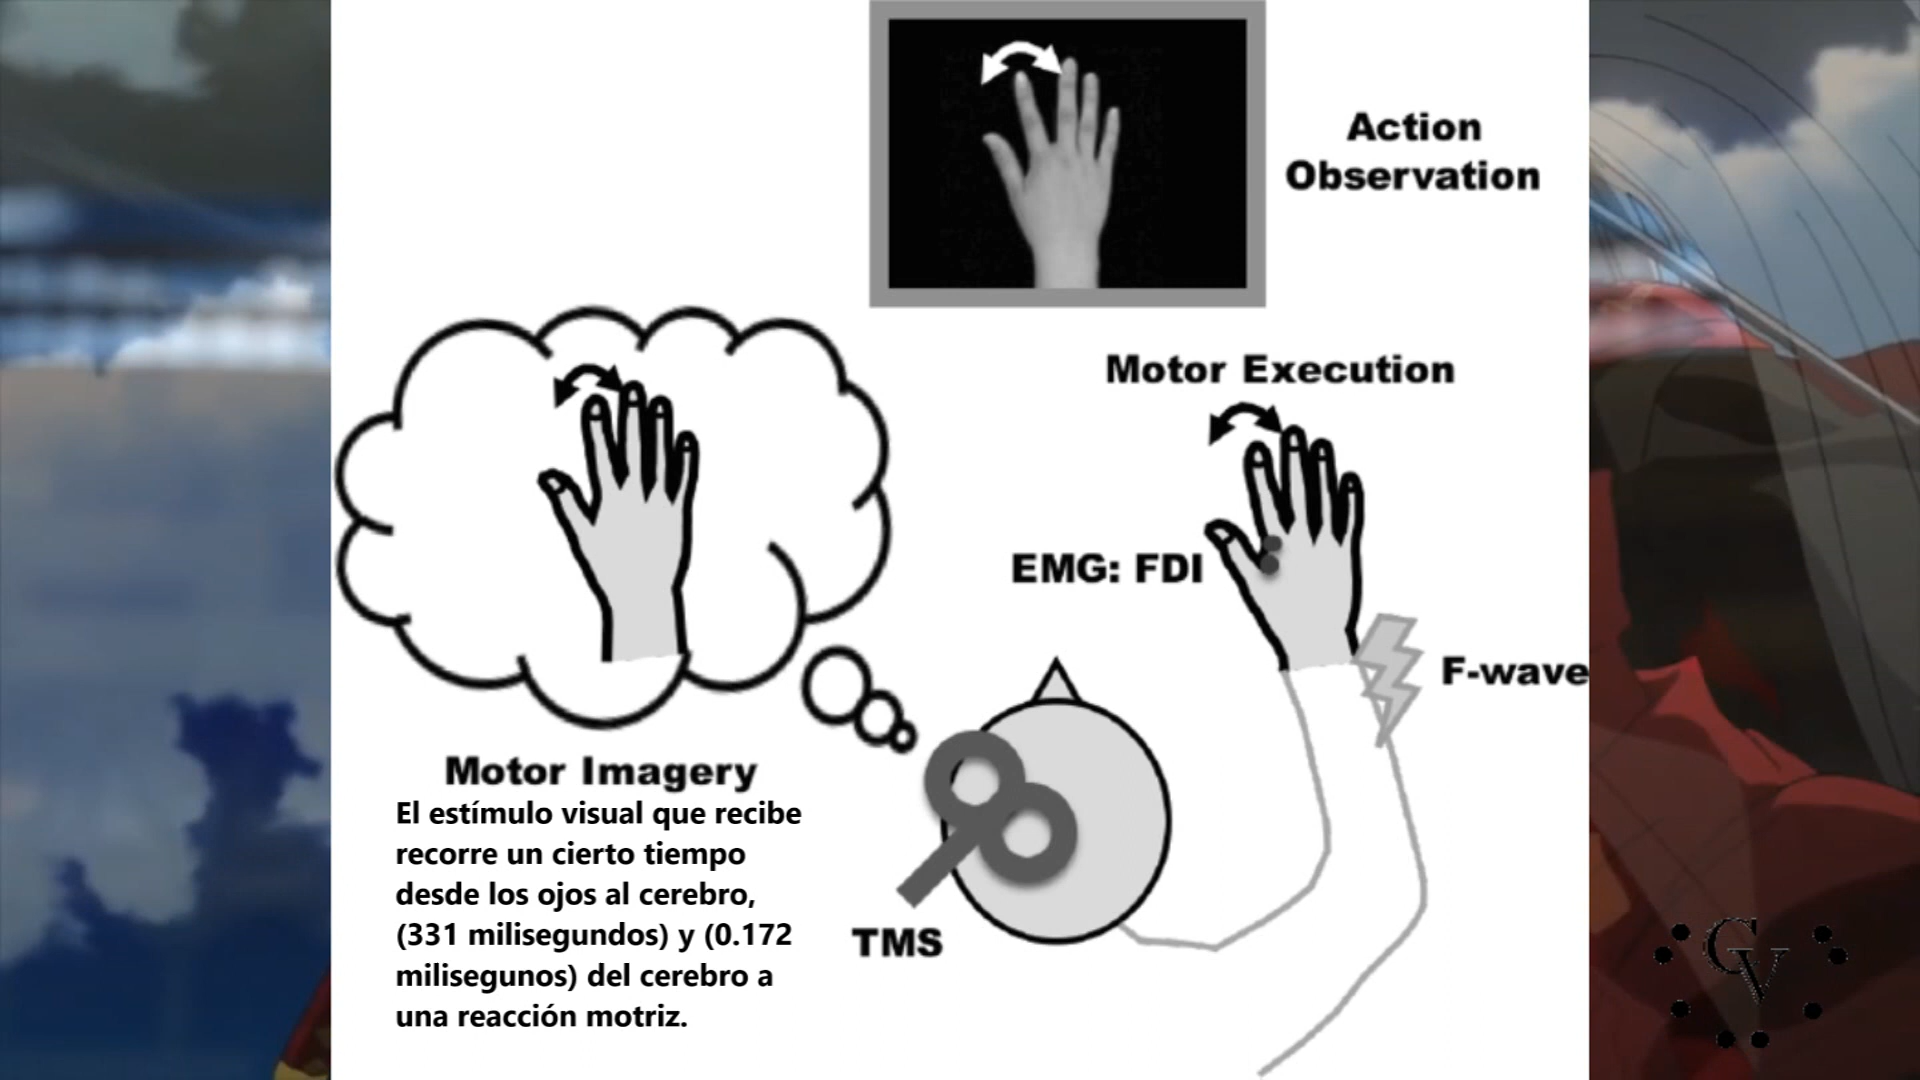 Action
Observation
Motor Execution
EMG: FDI
F-wave
Motor Imagery
El estímulo visual que recibe
recorre un cierto tiempo
desde los ojos al cerebro,
(331 milisegundos) y (0.172
milisegunos) del cerebro a
una reacción motriz.
TMS
CV